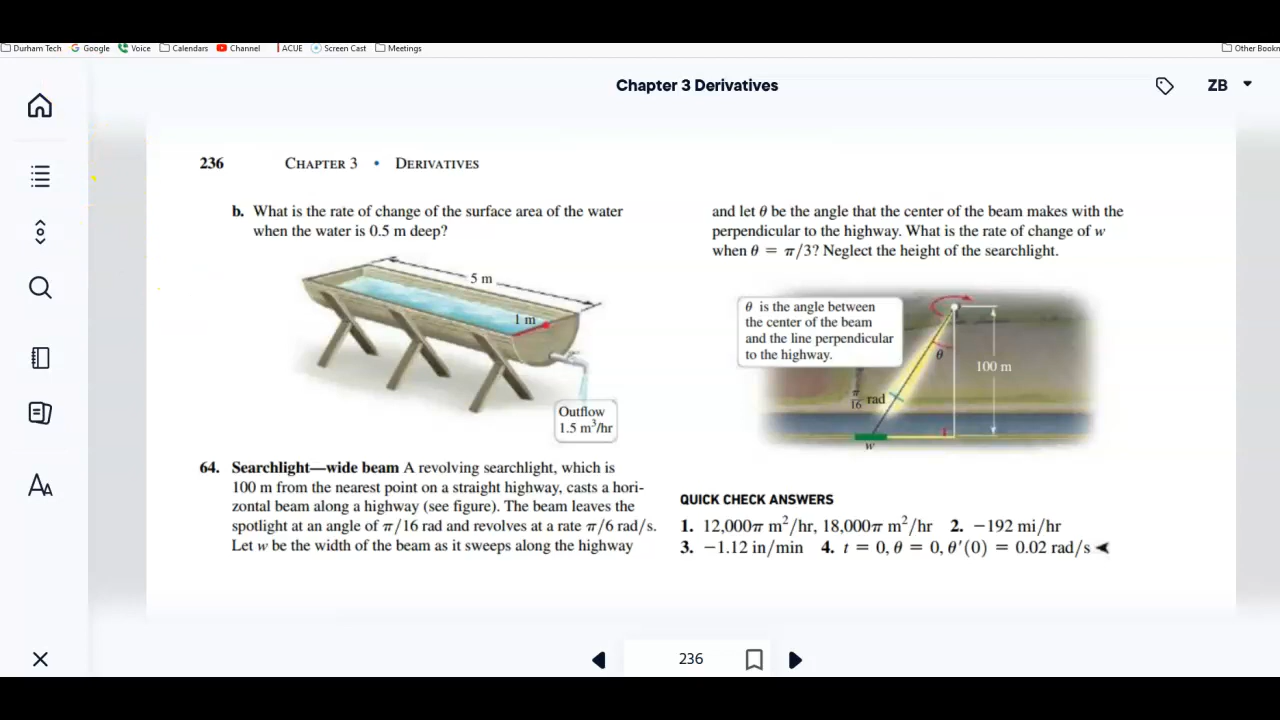 Durham Tech Google Voice Calendars Channel ACUE Screen Cast Meetings Other Bookn
Chapter 3 Derivatives
ZB
236 CHAPTER 3 • DERIVATIVES
b. What is the rate of change of the surface area of the water
when the water is 0.5 m deep?
5 m
1 m
Outflow
1.5 m³/hr
64. Searchlight—wide beam A revolving searchlight, which is
100 m from the nearest point on a straight highway, casts a hori-
zontal beam along a highway (see figure). The beam leaves the
spotlight at an angle of π/16 rad and revolves at a rate π/6 rad/s.
Let w be the width of the beam as it sweeps along the highway
and let θ be the angle that the center of the beam makes with the
perpendicular to the highway. What is the rate of change of w
when θ = π/3? Neglect the height of the searchlight.
θ is the angle between
the center of the beam
and the line perpendicular
to the highway.
θ
100 m
π/16 rad
w
QUICK CHECK ANSWERS
1. 12,000π m²/hr, 18,000π m²/hr 2. −192 mi/hr
3. −1.12 in/min 4. t = 0, θ = 0, θ′(0) = 0.02 rad/s
236